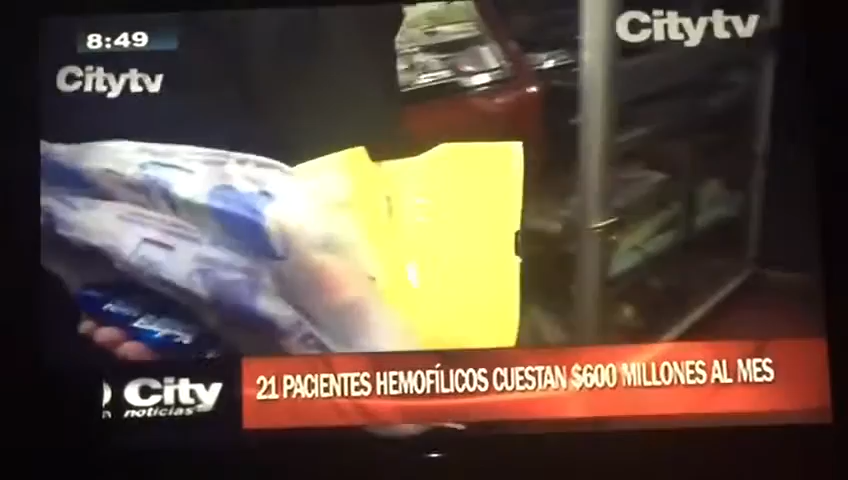 8:49
Citytv
Citytv
City
noticias
21 PACIENTES HEMOFÍLICOS CUESTAN $600 MILLONES AL MES